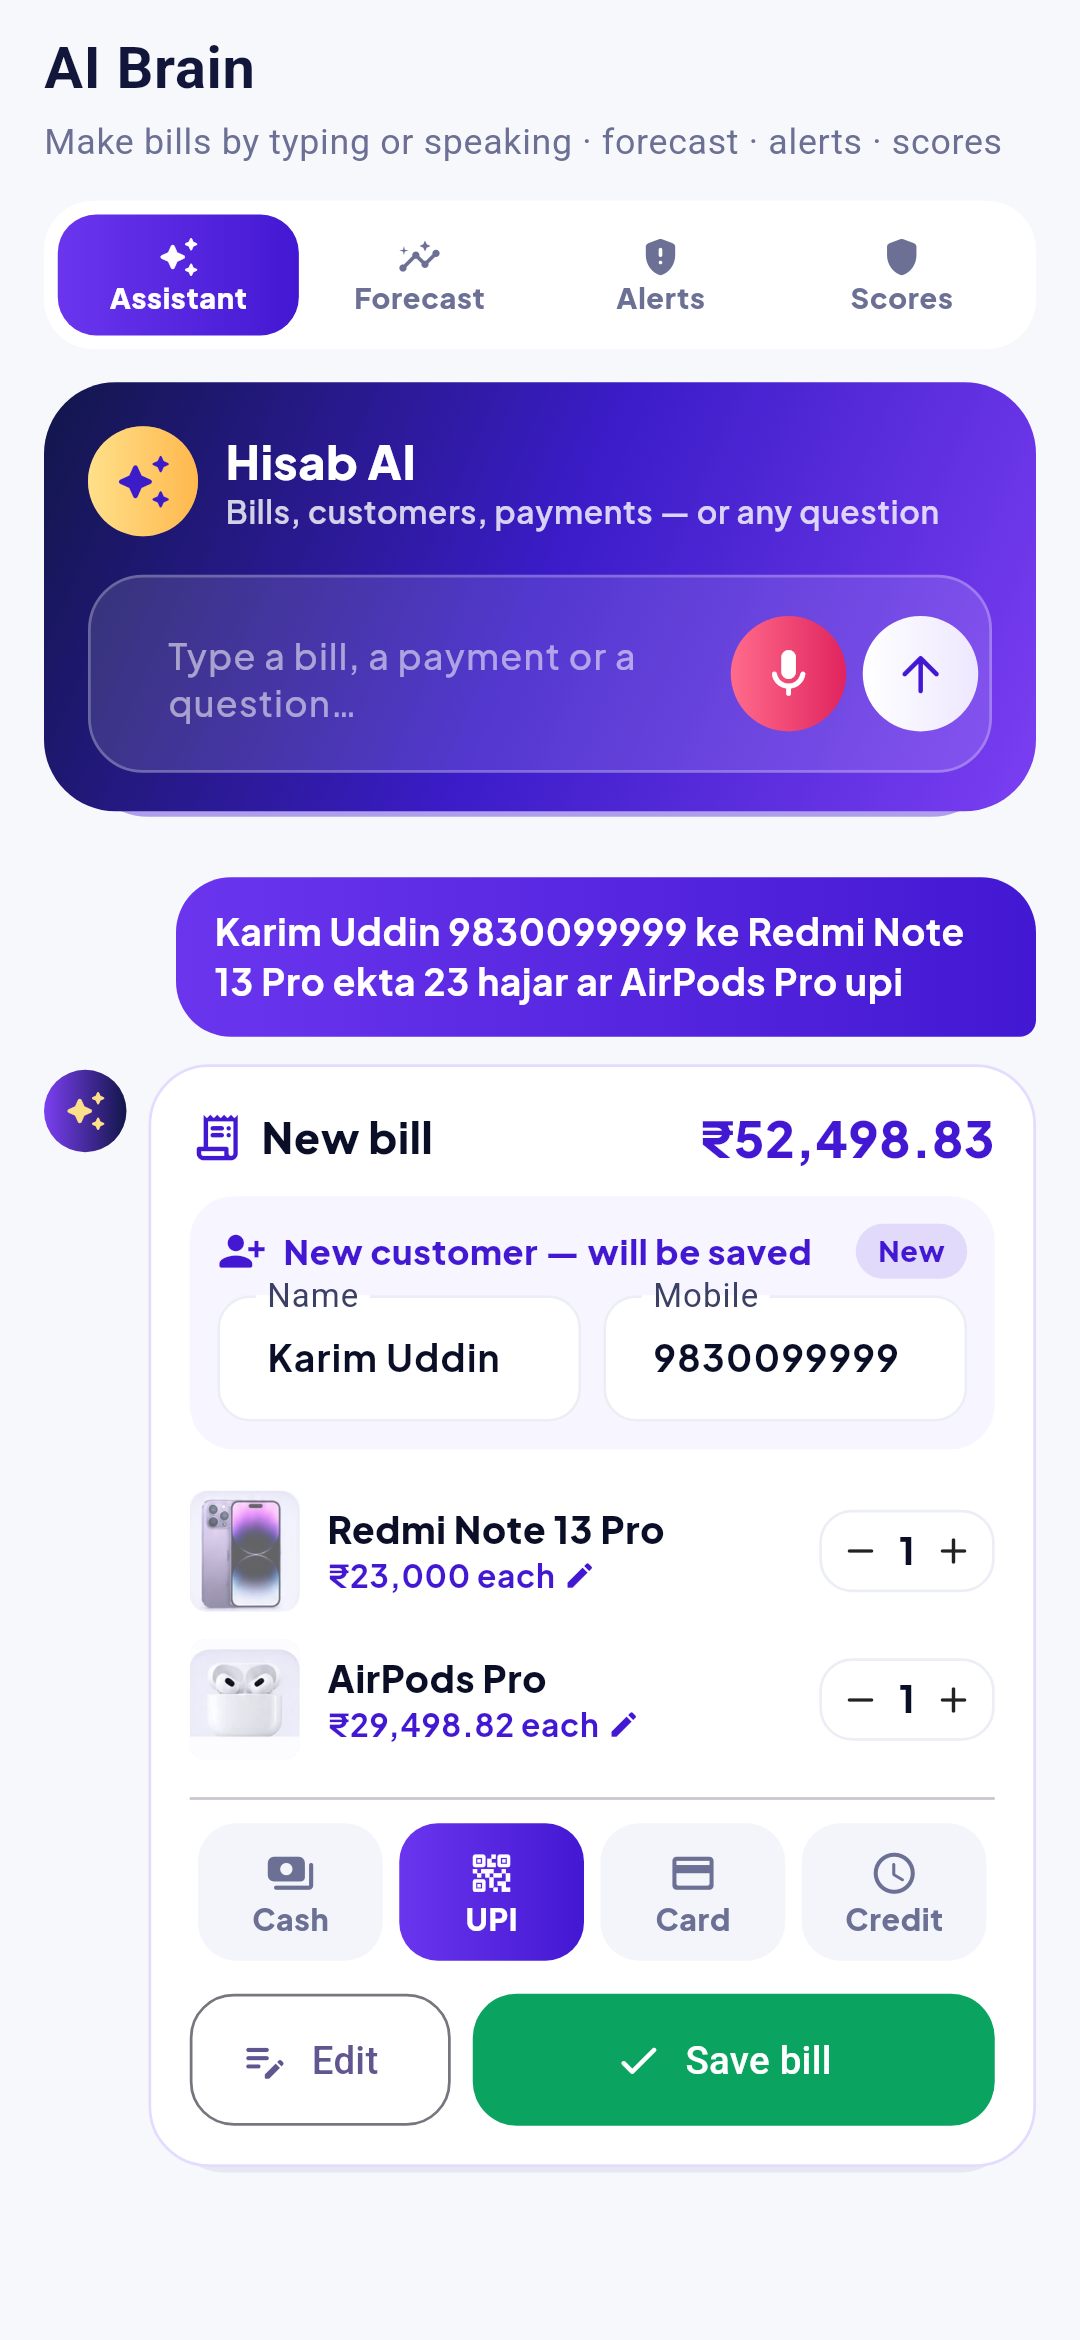 AI Brain
Make bills by typing or speaking · forecast · alerts · scores
Assistant
Forecast
Alerts
Scores
Hisab AI
Bills, customers, payments — or any question
Type a bill, a payment or a
question...
Karim Uddin 9830099999 ke Redmi Note
13 Pro ekta 23 hajar ar AirPods Pro upi
New bill
₹52,498.83
New customer — will be saved
New
Name
Karim Uddin
Mobile
9830099999
Redmi Note 13 Pro
₹23,000 each
1
AirPods Pro
₹29,498.82 each
1
Cash
UPI
Card
Credit
Edit
Save bill